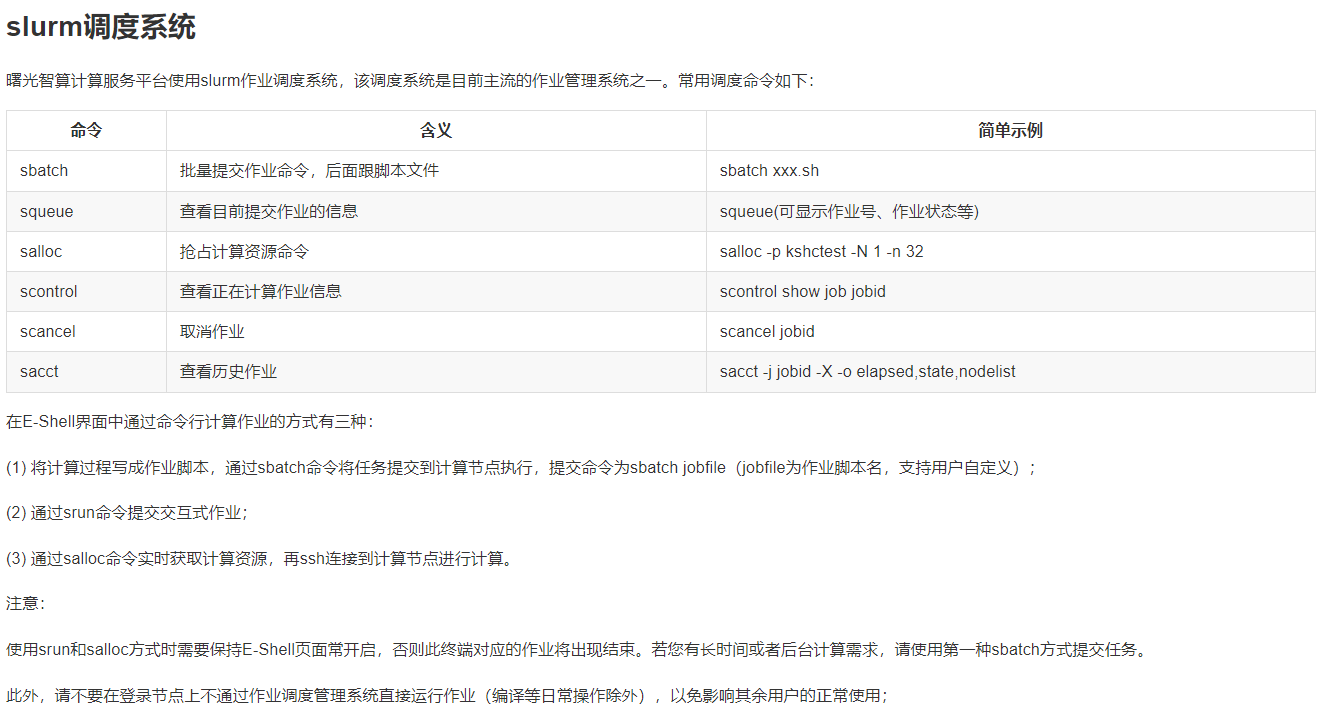 slurm调度系统
曙光智算计算服务平台使用slurm作业调度系统，该调度系统是目前主流的作业管理系统之一。常用调度命令如下：
命令 含义 简单示例
sbatch 批量提交作业命令，后面跟脚本文件 sbatch xxx.sh
squeue 查看目前提交作业的信息 squeue(可显示作业号、作业状态等)
salloc 抢占计算资源命令 salloc -p kshctest -N 1 -n 32
scontrol 查看正在计算作业信息 scontrol show job jobid
scancel 取消作业 scancel jobid
sacct 查看历史作业 sacct -j jobid -X -o elapsed,state,nodelist
在E-Shell界面中通过命令行计算作业的方式有三种：
(1) 将计算过程写成作业脚本，通过sbatch命令将任务提交到计算节点执行，提交命令为sbatch jobfile（jobfile为作业脚本名，支持用户自定义）；
(2) 通过srun命令提交交互式作业；
(3) 通过salloc命令实时获取计算资源，再ssh连接到计算节点进行计算。
注意：
使用srun和salloc方式时需要保持E-Shell页面常开启，否则此终端对应的作业将出现结束。若您有长时间或者后台计算需求，请使用第一种sbatch方式提交任务。
此外，请不要在登录节点上不通过作业调度管理系统直接运行作业（编译等日常操作除外），以免影响其余用户的正常使用；